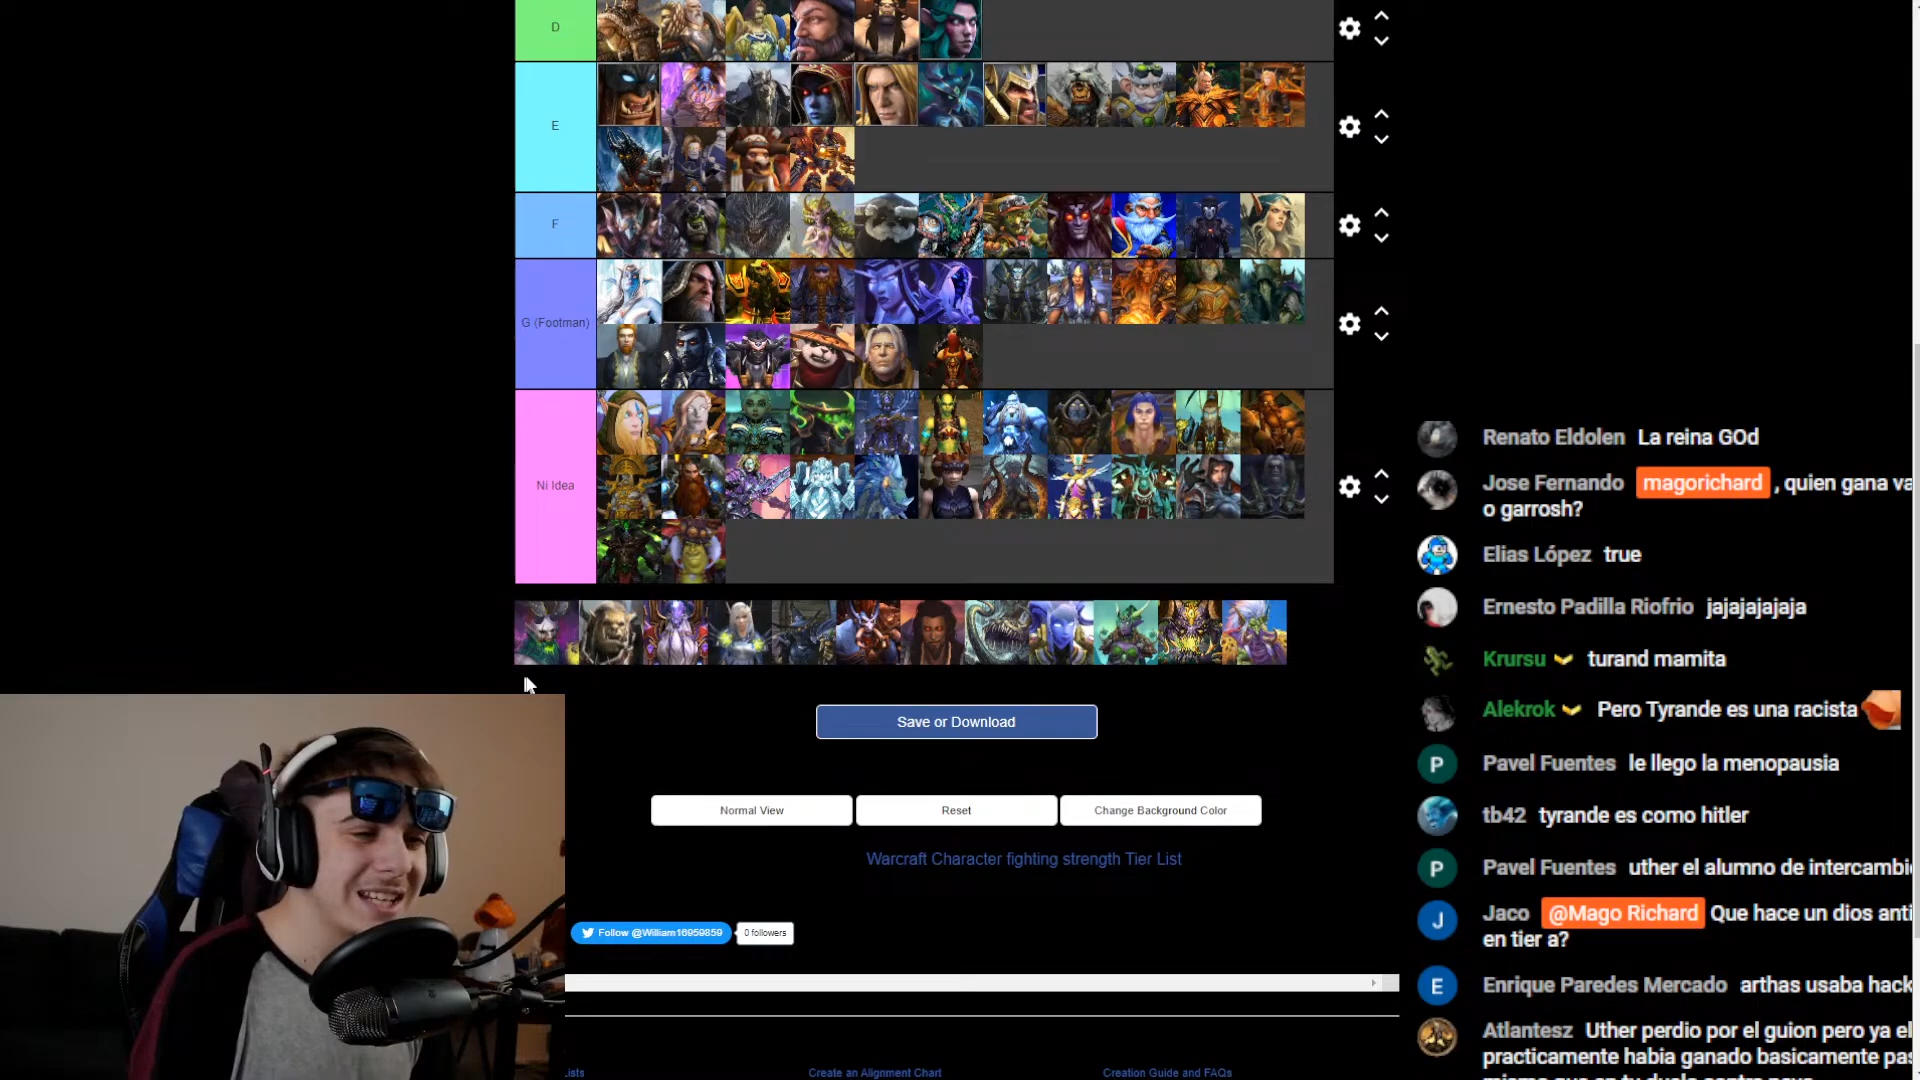 D
E
F
G (Footman)
Ni Idea
Save or Download
Normal View
Reset
Change Background Color
Warcraft Character fighting strength Tier List
Follow @William16959859
0 followers
Create an Alignment Chart
Creation Guide and FAQs
Renato Eldolen La reina GOd
Jose Fernando magorichard , quien gana va
o garrosh?
Elias López true
Ernesto Padilla Riofrio jajajajajaja
Krursu turand mamita
Alekrok Pero Tyrande es una racista
P
Pavel Fuentes le llego la menopausia
tb42 tyrande es como hitler
P
Pavel Fuentes uther el alumno de intercambi
J
Jaco @Mago Richard Que hace un dios anti
en tier a?
E
Enrique Paredes Mercado arthas usaba hack
Atlantesz Uther perdio por el guion pero ya el
practicamente habia ganado basicamente pas